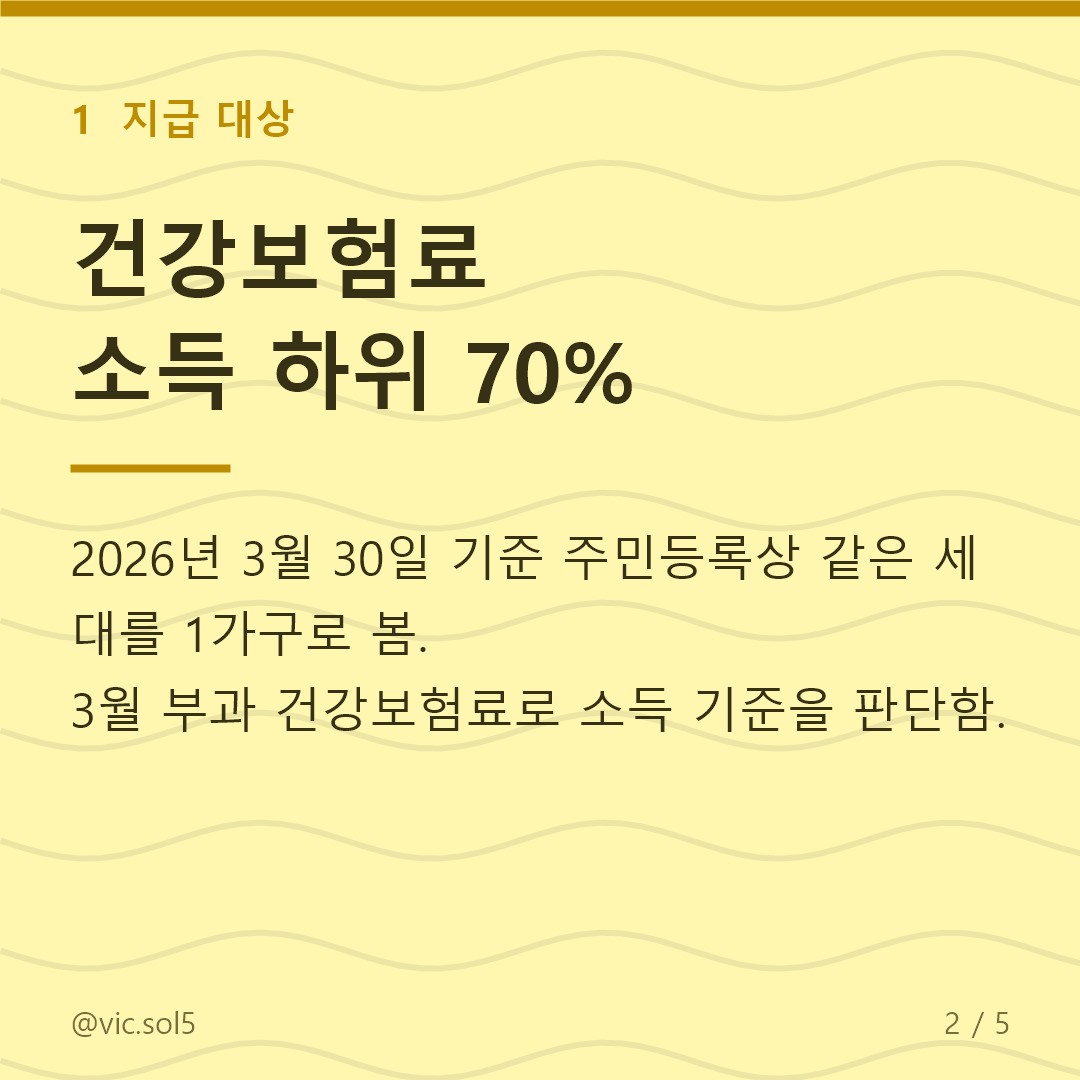 1 지급 대상
건강보험료
소득 하위 70%
2026년 3월 30일 기준 주민등록상 같은 세
대를 1가구로 봄.
3월 부과 건강보험료로 소득 기준을 판단함.
@vic.sol5
2 / 5